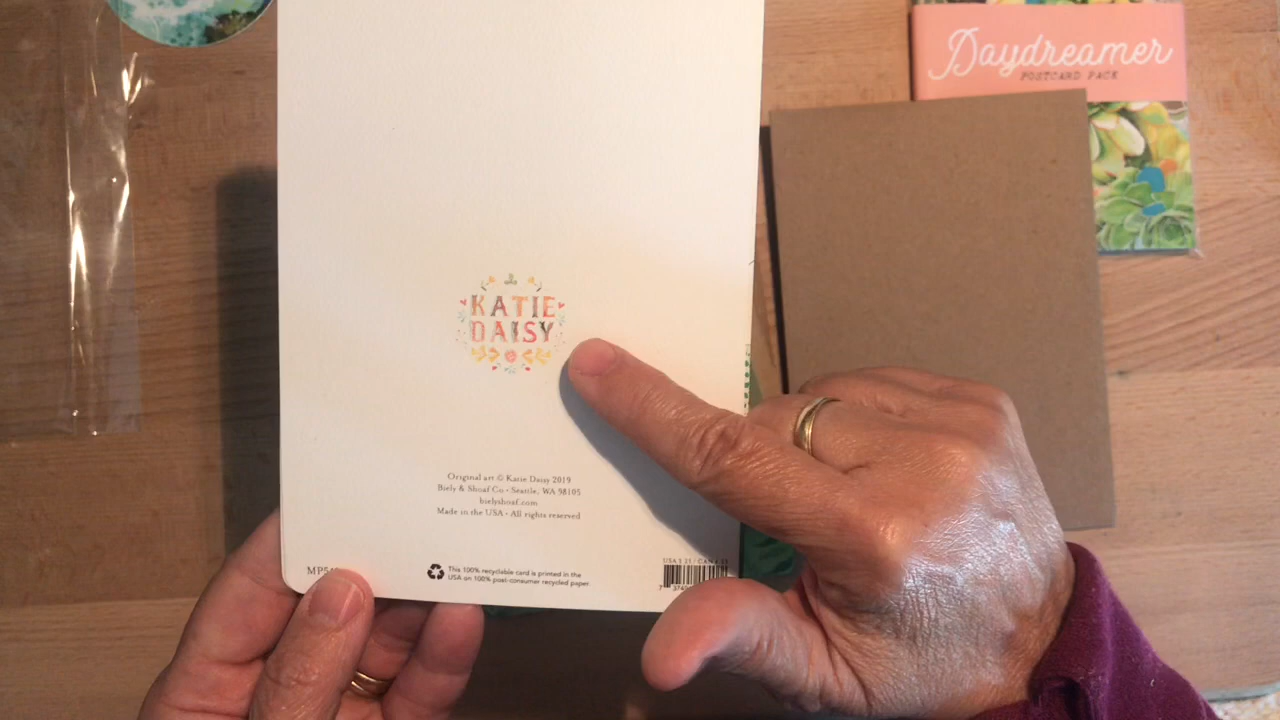 Daydreamer
POSTCARD PACK
KATIE
DAISY
Original art © Katie Daisy 2019
Biely & Shoaf Co • Seattle, WA 98105
bielyshoaf.com
Made in the USA • All rights reserved
This 100% recyclable card is printed in the
USA on 100% post-consumer recycled paper